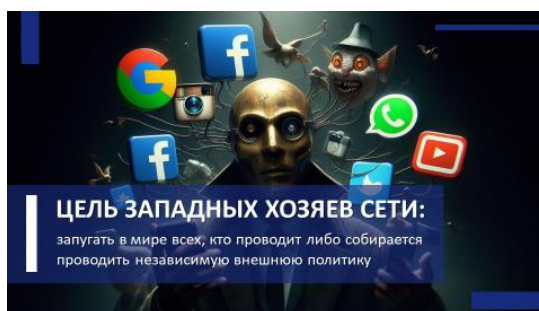 ЦЕЛЬ ЗАПАДНЫХ ХОЗЯЕВ СЕТИ:
запугать в мире всех, кто проводит либо собирается
проводить независимую внешнюю политику